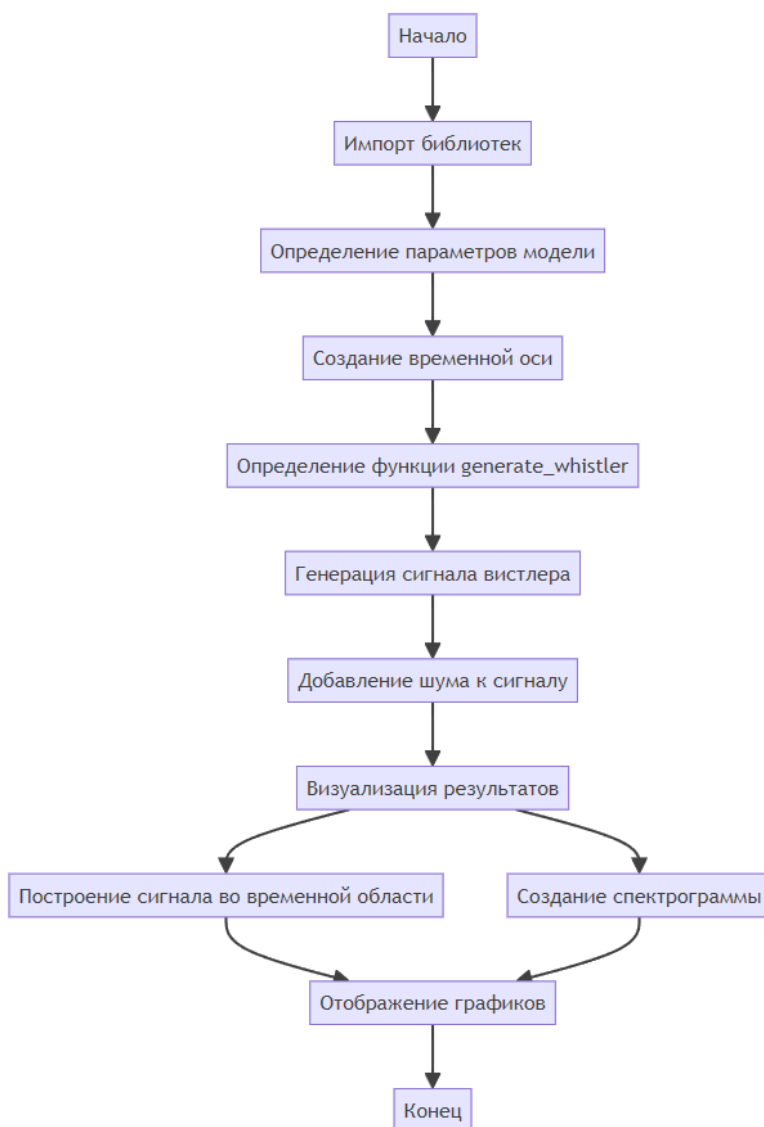 Начало
Импорт библиотек
Определение параметров модели
Создание временной оси
Определение функции generate_whistler
Генерация сигнала вистлера
Добавление шума к сигналу
Визуализация результатов
Построение сигнала во временной области
Создание спектрограммы
Отображение графиков
Конец